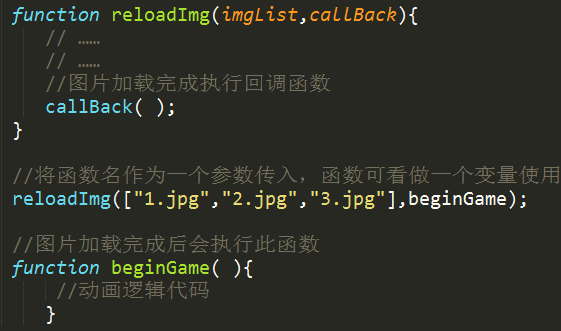 function reloadImg(imgList,callBack){
// ……
// ……
//图片加载完成执行回调函数
callBack( );
}
//将函数名作为一个参数传入，函数可看做一个变量使用
reloadImg(["1.jpg","2.jpg","3.jpg"],beginGame);
//图片加载完成后会执行此函数
function beginGame( ){
//动画逻辑代码
}